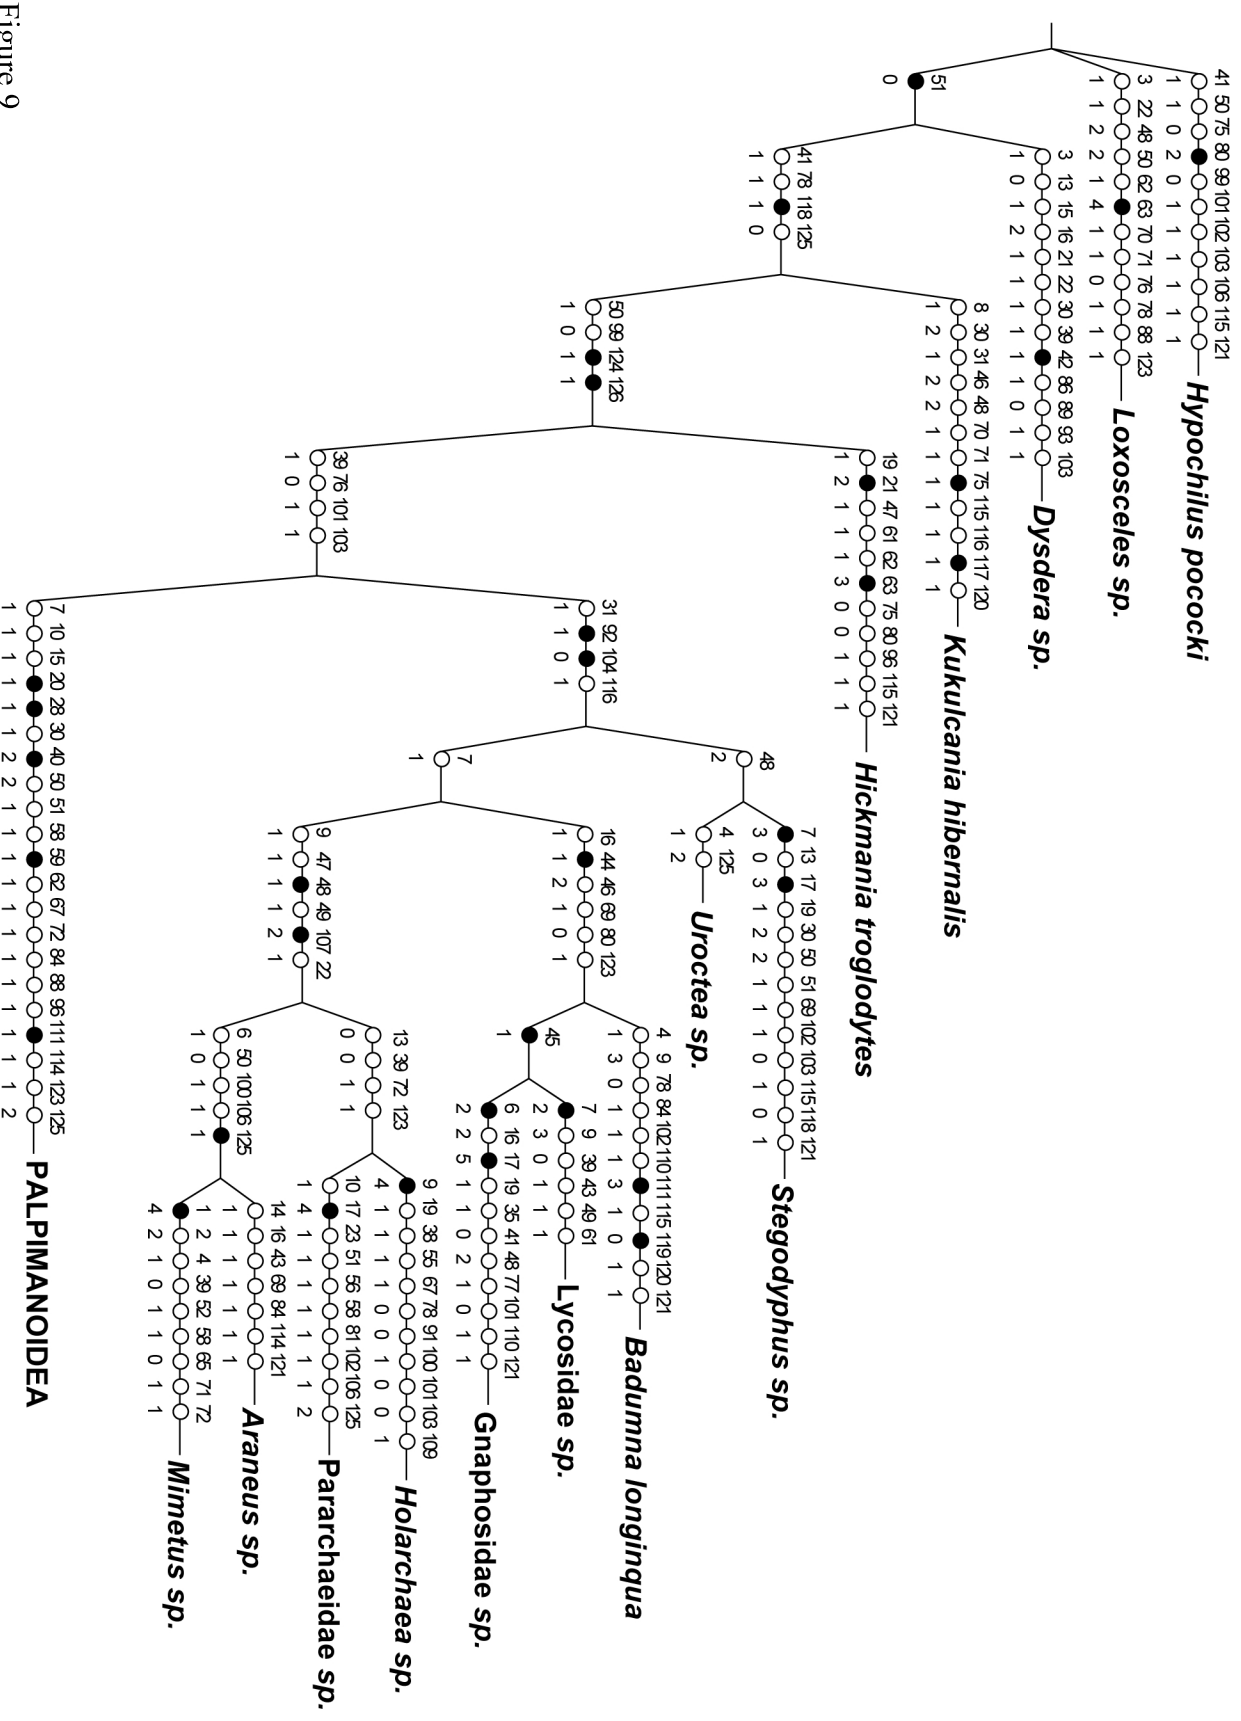 41 50 75 80 99 101 102 103 106 115 121
Hypochilus pococki
1 1 0 2 0 1 1 1 1 1 1
3 22 48 50 62 63 70 71 76 78 88 123
Loxosceles sp.
1 1 2 2 1 4 1 1 0 1 1 1
51
0
3 13 15 16 21 22 30 39 42 86 89 93 103
Dysdera sp.
1 0 1 2 1 1 1 1 1 1 0 1 1
41 78 118 125
1 1 1 0
8 30 31 46 48 70 71 75 115 116 117 120
Kukulcania hibernalis
1 2 1 2 2 1 1 1 1 1 1 1
50 99 124 126
1 0 1 1
19 21 47 61 62 63 75 80 96 115 121
Hickmania troglodytes
1 2 1 1 1 3 0 0 1 1 1
39 76 101 103
1 0 1 1
31 92 104 116
1 1 0 1
48
2
7 13 17 19 30 50 51 69 102 103 115 118 121
Stegodyphus sp.
3 0 3 1 2 2 1 1 1 0 1 0 1
4 125
Uroctea sp.
1 2
7
1
16 44 46 69 80 123
1 1 2 1 0 1
4 9 78 84 102 110 111 115 119 120 121
Badumna longinqua
1 3 0 1 1 1 3 1 0 1 1
45
1
7 9 39 43 49 61
Lycosidae sp.
2 3 0 1 1 1
6 16 17 19 35 41 48 77 101 110 121
Gnaphosidae sp.
2 2 5 1 1 0 2 1 0 1 1
9 47 48 49 107 22
1 1 1 1 2 1
13 39 72 123
0 0 1 1
9 19 38 55 67 78 91 100 101 103 109
Holarchaea sp.
4 1 1 1 1 0 0 1 0 0 1
10 17 23 51 56 58 81 102 106 125
Pararchaeidae sp.
1 4 1 1 1 1 1 1 1 2
6 50 100 106 125
1 0 1 1 1
14 16 43 69 84 114 121
Araneus sp.
1 1 1 1 1 1 1
1 2 4 39 52 58 65 71 72
Mimetus sp.
4 2 1 0 1 1 0 1 1
7 10 15 20 28 30 40 50 51 58 59 62 67 72 84 88 96 111 114 123 125
PALPIMANOIDEA
1 1 1 1 1 1 2 2 1 1 1 1 1 1 1 1 1 1 1 1 2
Figure 9